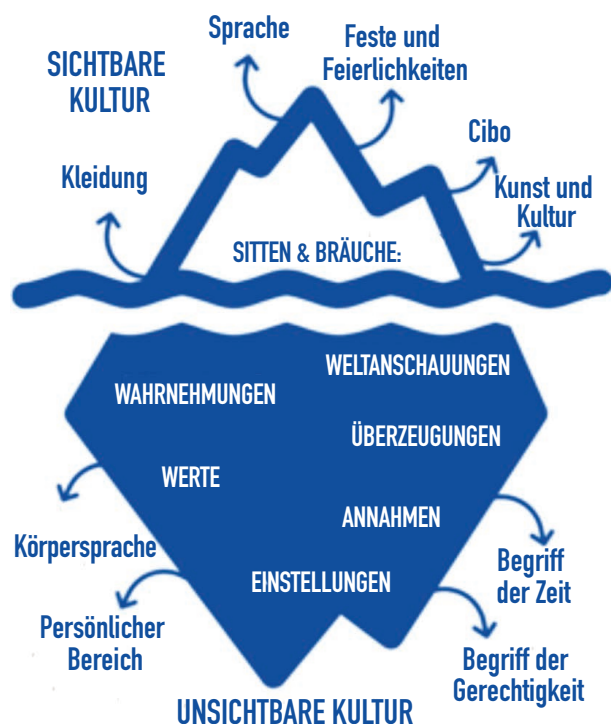 Sprache
Feste und
Feierlichkeiten
SICHTBARE
KULTUR
Cibo
Kleidung
Kunst und
Kultur
SITTEN & BRÄUCHE:
WELTANSCHAUUNGEN
WAHRNEHMUNGEN
ÜBERZEUGUNGEN
WERTE
ANNAHMEN
Körpersprache
Begriff
der Zeit
EINSTELLUNGEN
Persönlicher
Bereich
Begriff der
Gerechtigkeit
UNSICHTBARE KULTUR